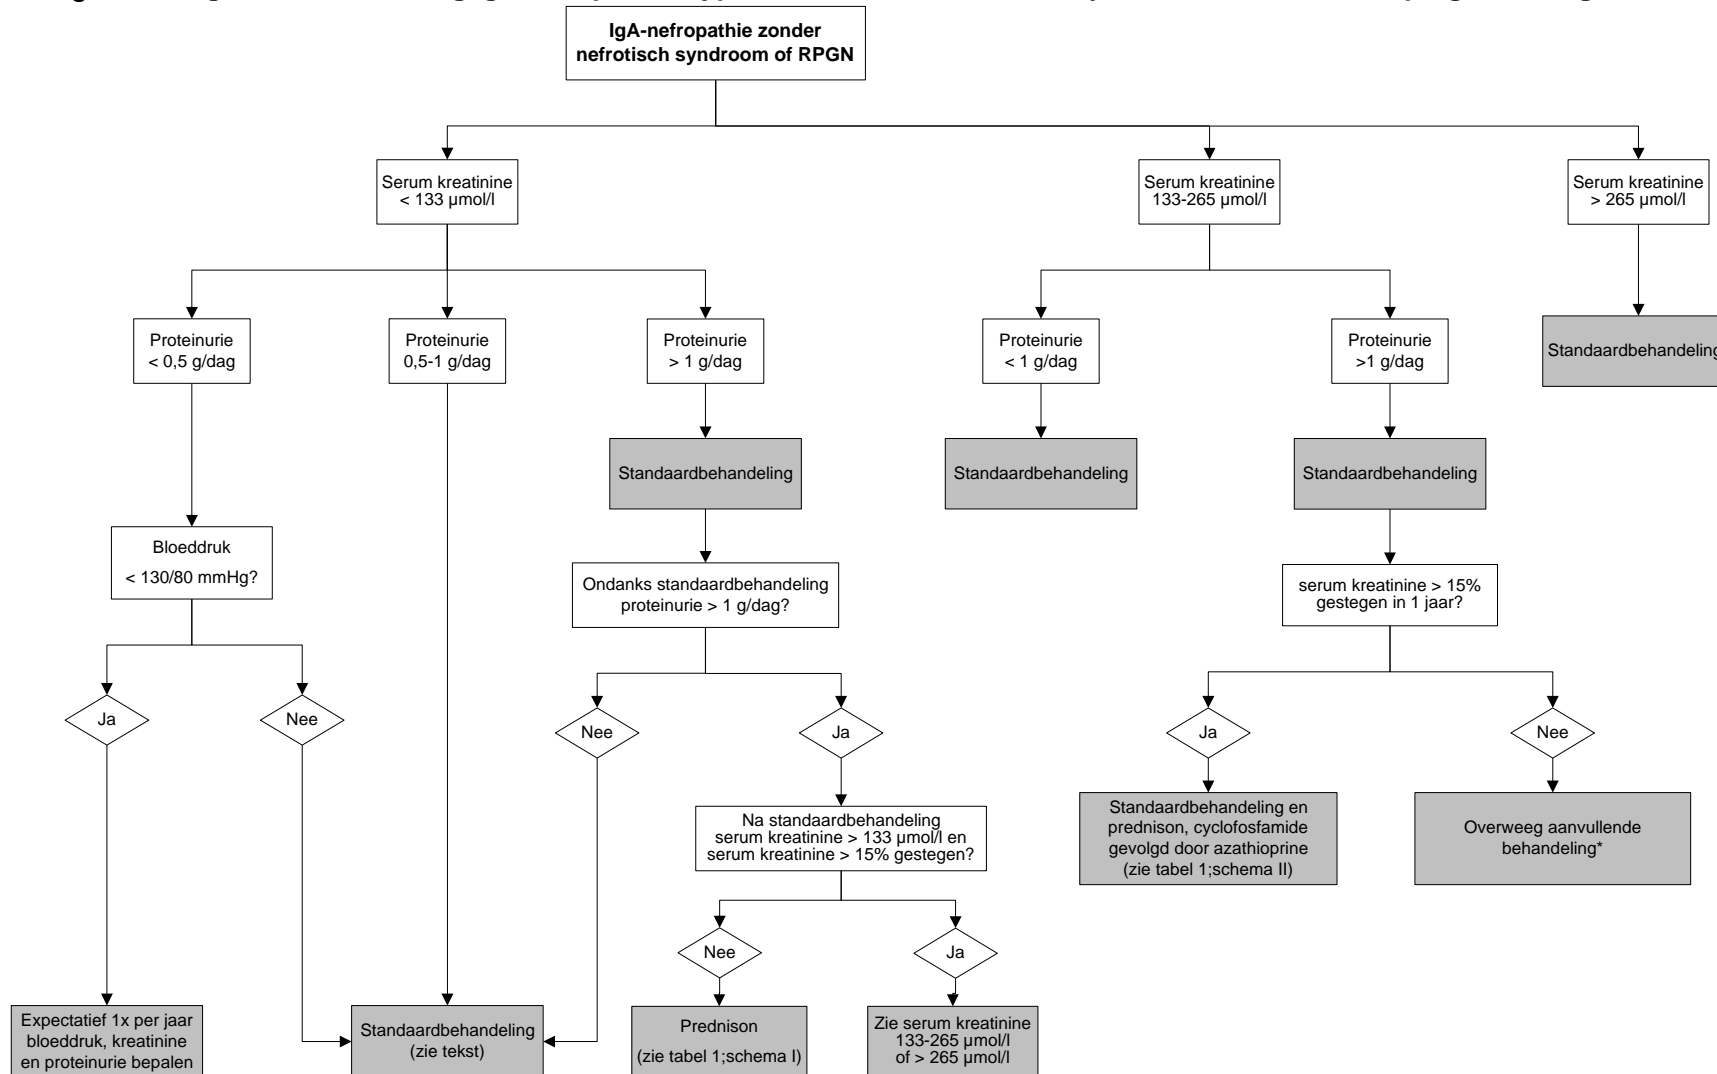 IgA-nefropathie zonder
nefrotisch syndroom of RPGN
Serum kreatinine
< 133 µmol/l
Serum kreatinine
133-265 µmol/l
Serum kreatinine
> 265 µmol/l
Proteinurie
< 0,5 g/dag
Proteinurie
0,5-1 g/dag
Proteinurie
> 1 g/dag
Proteinurie
< 1 g/dag
Proteinurie
>1 g/dag
Standaardbehandeling
Standaardbehandeling
Standaardbehandeling
Standaardbehandeling
Bloeddruk
< 130/80 mmHg?
Ondanks standaardbehandeling
proteinurie > 1 g/dag?
serum kreatinine > 15%
gestegen in 1 jaar?
Ja
Nee
Nee
Ja
Ja
Nee
Na standaardbehandeling
serum kreatinine > 133 µmol/l en
serum kreatinine > 15% gestegen?
Standaardbehandeling en
prednison, cyclofosfamide
gevolgd door azathioprine
(zie tabel 1;schema II)
Overweeg aanvullende
behandeling*
Nee
Ja
Expectatief 1x per jaar
bloeddruk, kreatinine
en proteinurie bepalen
Standaardbehandeling
(zie tekst)
Prednison
(zie tabel 1;schema I)
Zie serum kreatinine
133-265 µmol/l
of > 265 µmol/l